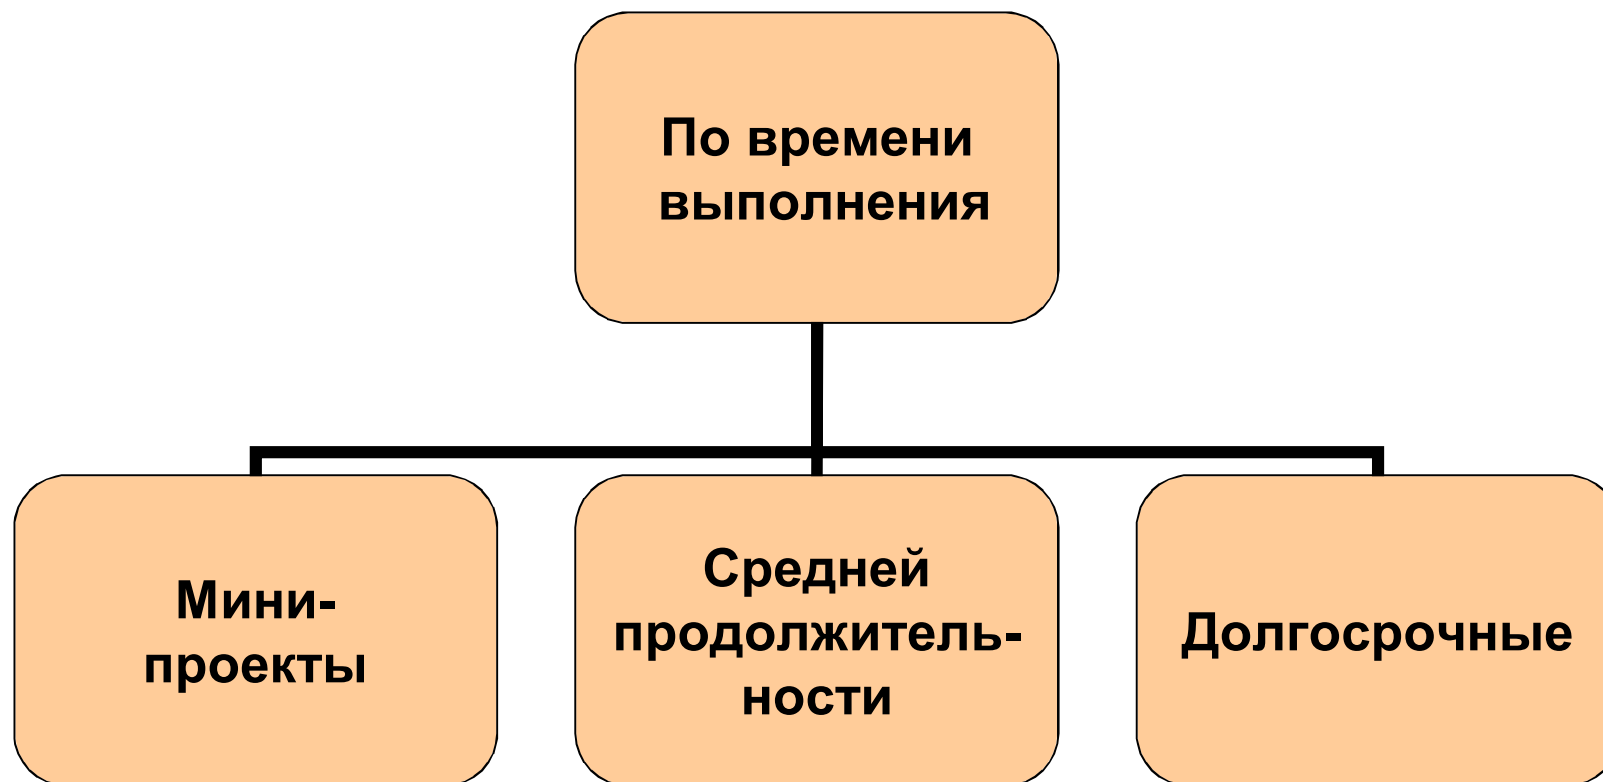 По времени
выполнения
Мини-
проекты
Средней
продолжитель-
ности
Долгосрочные